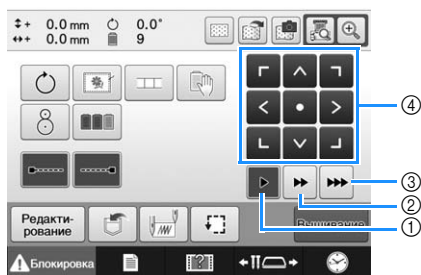 0.0 mm 0.0°
0.0 mm 9
④
③
②
①
Редакти-
рование
Вышивание
Блокировка